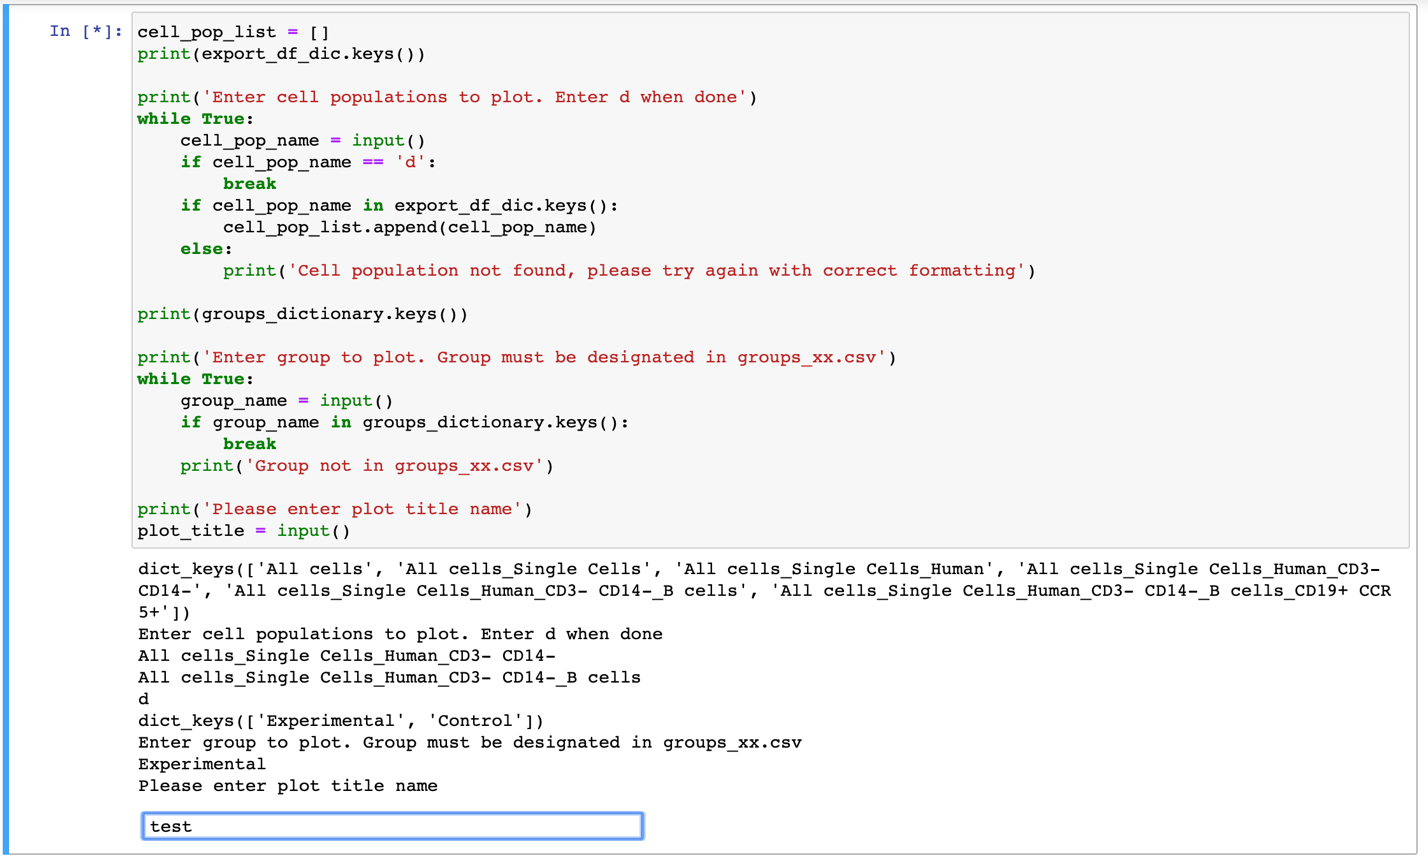 In [*]:
cell_pop_list = []
print(export_df_dic.keys())

print('Enter cell populations to plot. Enter d when done')
while True:
    cell_pop_name = input()
    if cell_pop_name == 'd':
        break
    if cell_pop_name in export_df_dic.keys():
        cell_pop_list.append(cell_pop_name)
    else:
        print('Cell population not found, please try again with correct formatting')

print(groups_dictionary.keys())

print('Enter group to plot. Group must be designated in groups_xx.csv')
while True:
    group_name = input()
    if group_name in groups_dictionary.keys():
        break
    print('Group not in groups_xx.csv')

print('Please enter plot title name')
plot_title = input()
dict_keys(['All cells', 'All cells_Single Cells', 'All cells_Single Cells_Human', 'All cells_Single Cells_Human_CD3-
CD14-', 'All cells_Single Cells_Human_CD3- CD14-_B cells', 'All cells_Single Cells_Human_CD3- CD14-_B cells_CD19+ CCR
5+'])
Enter cell populations to plot. Enter d when done
All cells_Single Cells_Human_CD3- CD14-
All cells_Single Cells_Human_CD3- CD14-_B cells
d
dict_keys(['Experimental', 'Control'])
Enter group to plot. Group must be designated in groups_xx.csv
Experimental
Please enter plot title name
test